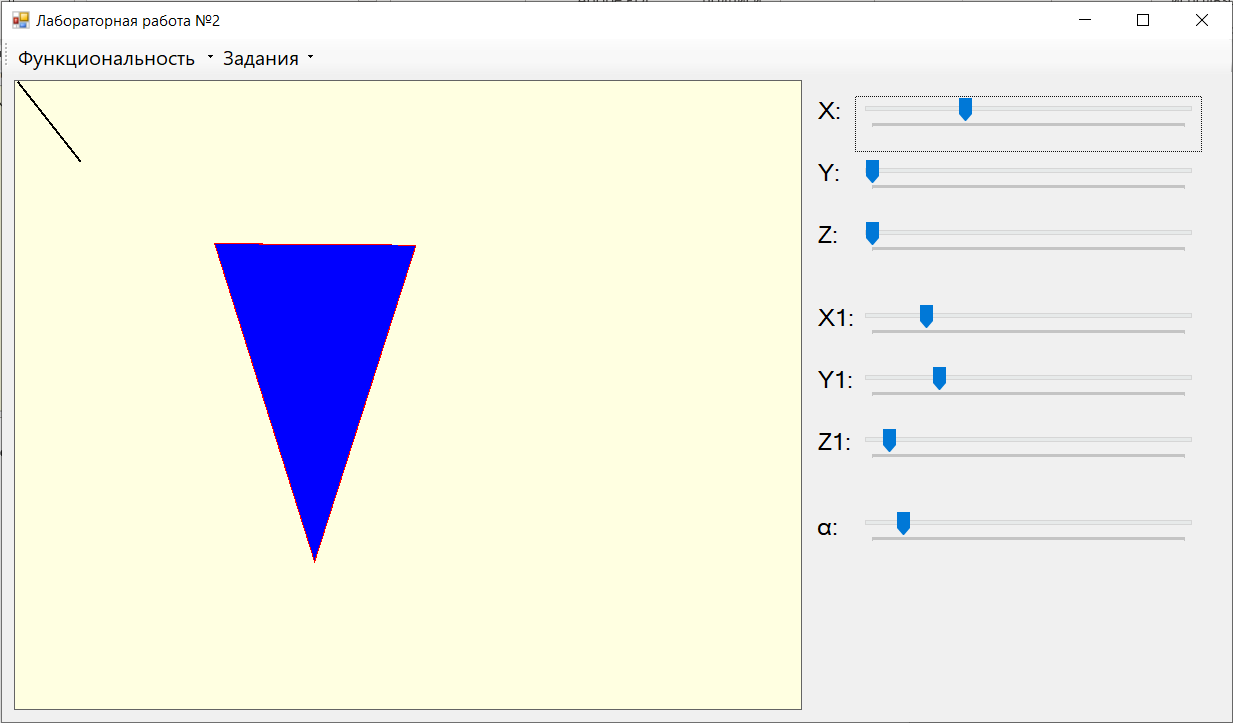 Лабораторная работа №2
Функциональность Задания
X:
Y:
Z:
X1:
Y1:
Z1:
α: